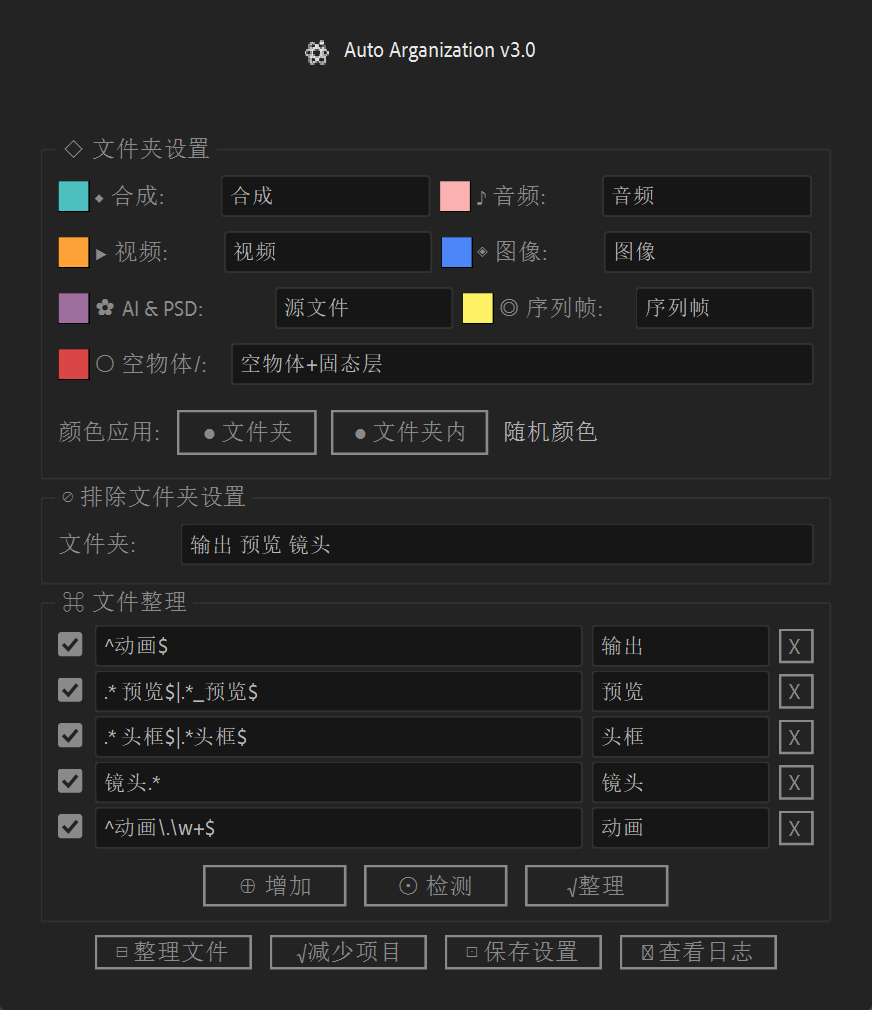 Auto Arganization v3.0
◇ 文件夹设置
◆ 合成: 合成 ♪ 音频: 音频
▶ 视频: 视频 ◈ 图像: 图像
✿ AI & PSD: 源文件 ◎ 序列帧: 序列帧
○ 空物体/: 空物体+固态层
颜色应用: ● 文件夹 ● 文件夹内 随机颜色
⊘ 排除文件夹设置
文件夹: 输出 预览 镜头
⌘ 文件整理
^动画$ 输出 X
.* 预览$|.*_预览$ 预览 X
.* 头框$|.*头框$ 头框 X
镜头.* 镜头 X
^动画\.\w+$ 动画 X
⊕ 增加 ⊙ 检测 √整理
⊟ 整理文件 √减少项目 ⊡ 保存设置 查看日志